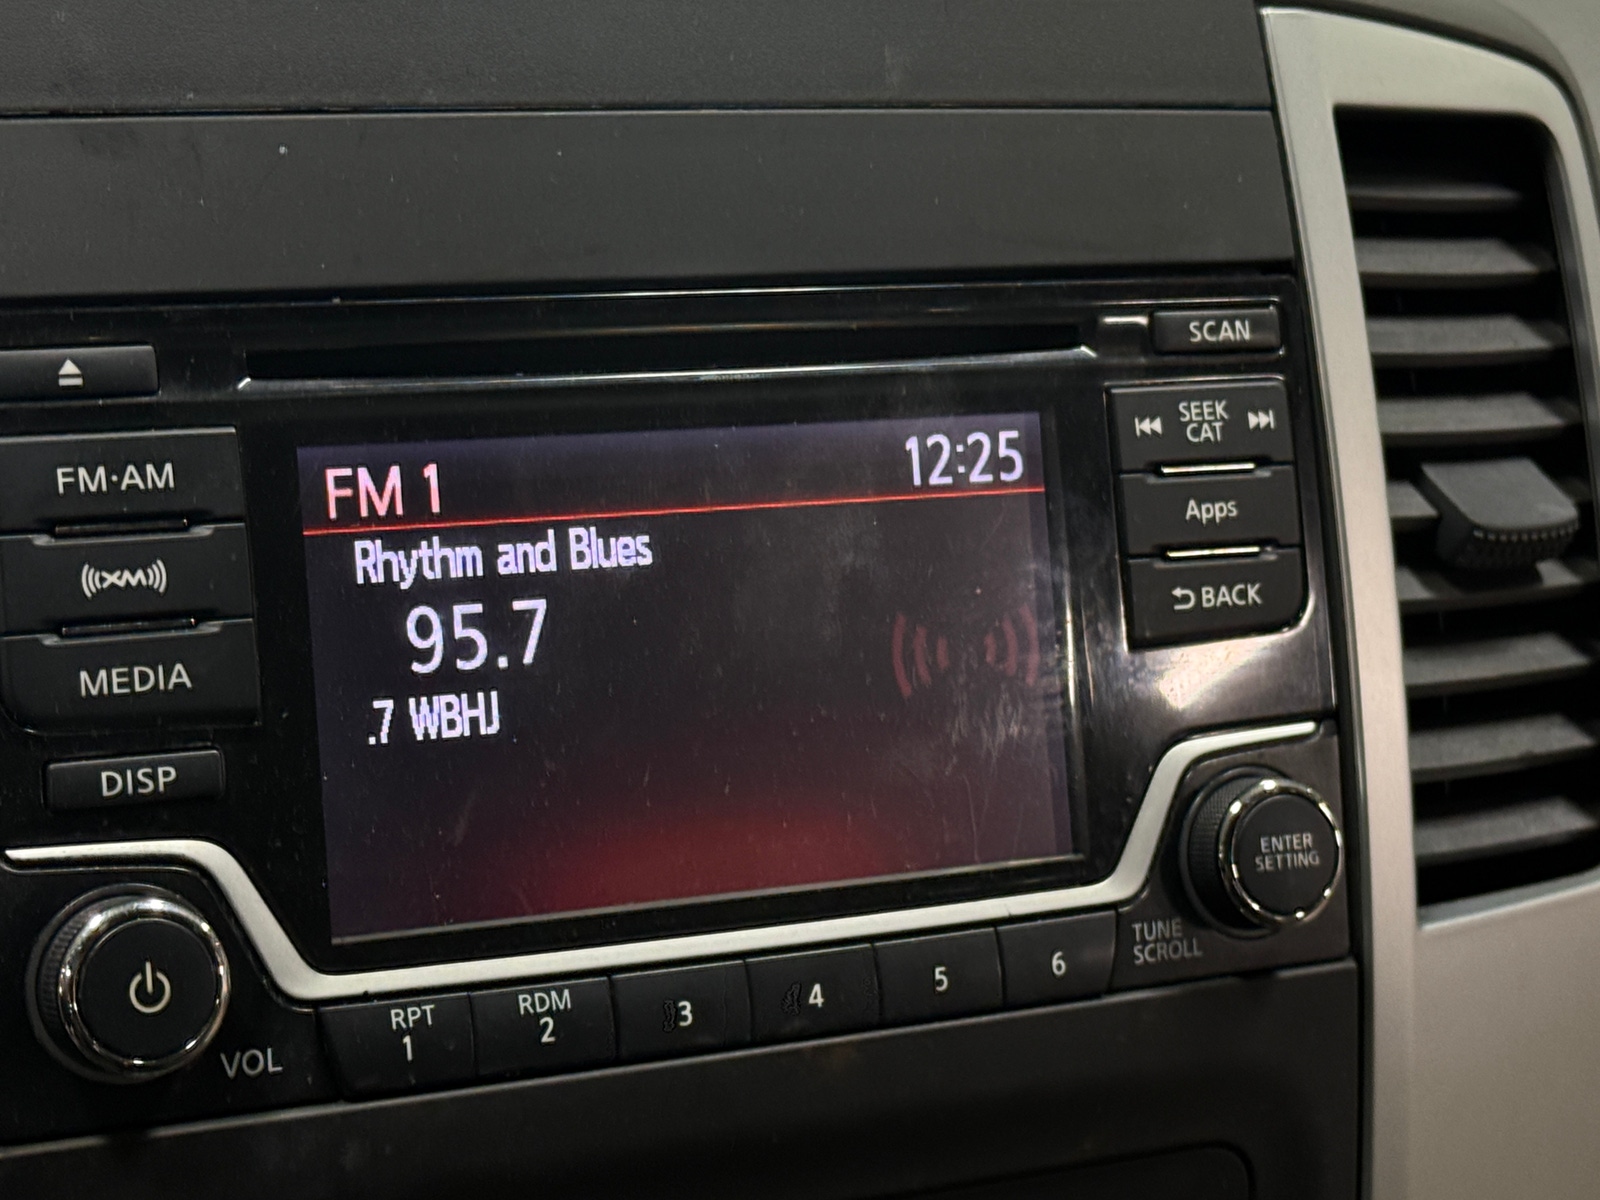 SCAN
SEEK
CAT
FM·AM
FM 1
12:25
Apps
Rhythm and Blues
XM
BACK
95.7
MEDIA
.7 WBHJ
DISP
ENTER
SETTING
TUNE
SCROLL
VOL
RPT
1
RDM
2
3
4
5
6